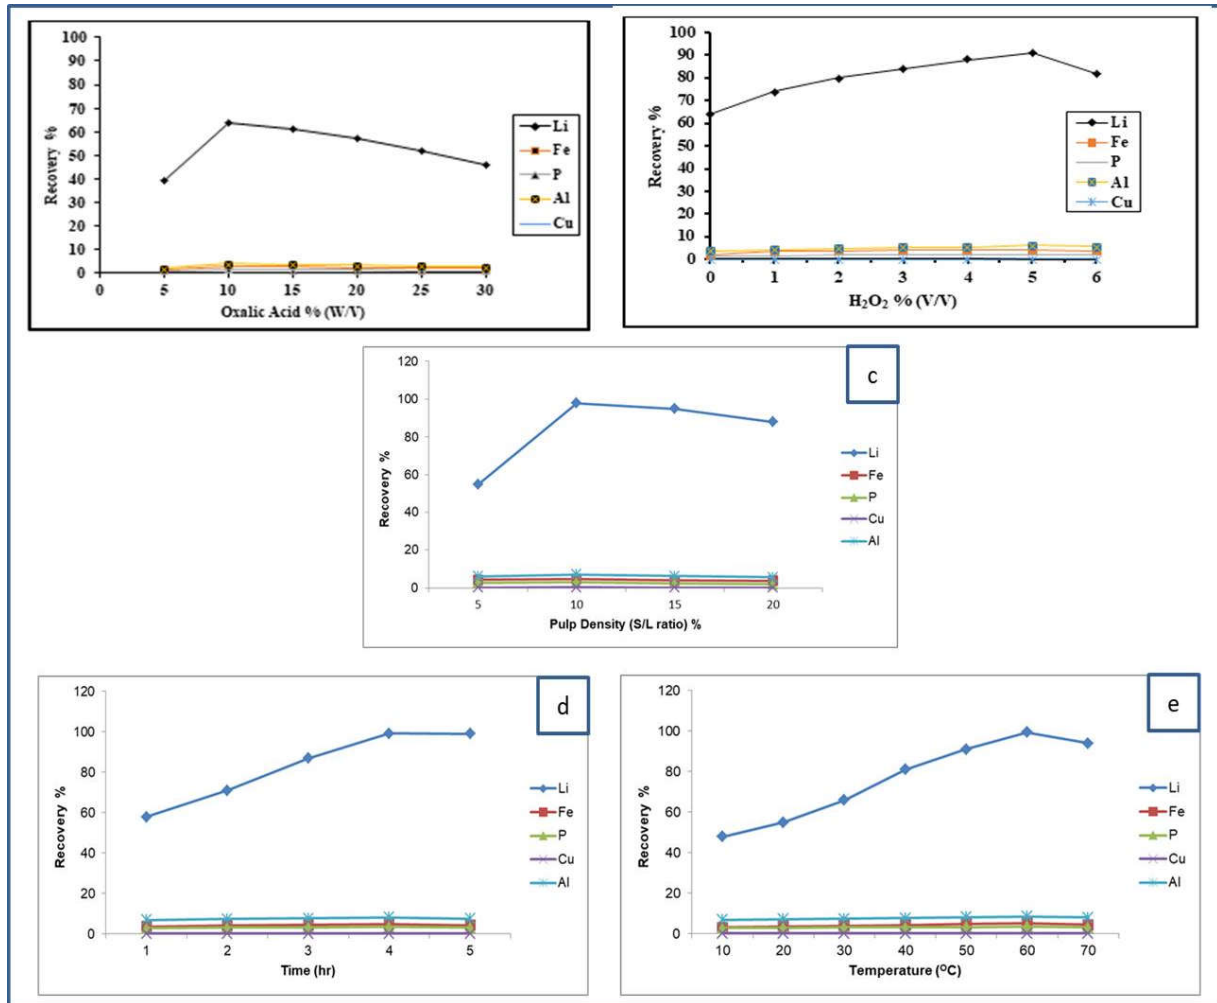 100
90
80
70
60
50
40
30
20
10
0
Recovery %
0 5 10 15 20 25 30
Oxalic Acid % (W/V)
Li
Fe
P
Al
Cu
100
90
80
70
60
50
40
30
20
10
0
Recovery %
0 1 2 3 4 5 6
H₂O₂ % (V/V)
Li
Fe
P
Al
Cu
c
120
100
80
60
40
20
0
Recovery %
5 10 15 20
Pulp Density (S/L ratio) %
Li
Fe
P
Cu
Al
d
120
100
80
60
40
20
0
Recovery %
1 2 3 4 5
Time (hr)
Li
Fe
P
Cu
Al
e
120
100
80
60
40
20
0
Recovery %
10 20 30 40 50 60 70
Temperature (ᴼC)
Li
Fe
P
Cu
Al